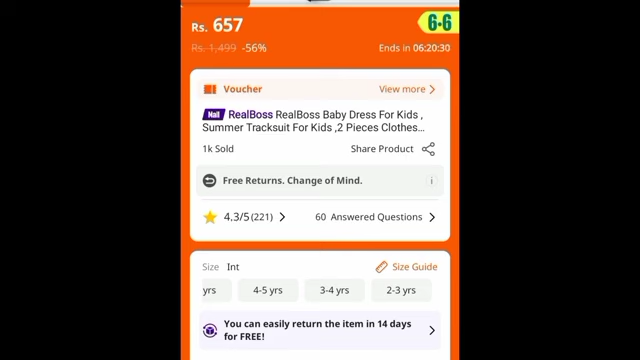 Rs. 657
6.6
Rs. 1,499 -56%
Ends in 06:20:30
Voucher
View more
Mall RealBoss RealBoss Baby Dress For Kids ,
Summer Tracksuit For Kids ,2 Pieces Clothes...
1k Sold
Share Product
Free Returns. Change of Mind.
4.3/5 (221)
60 Answered Questions
Size Int
Size Guide
yrs
4-5 yrs
3-4 yrs
2-3 yrs
You can easily return the item in 14 days
for FREE!